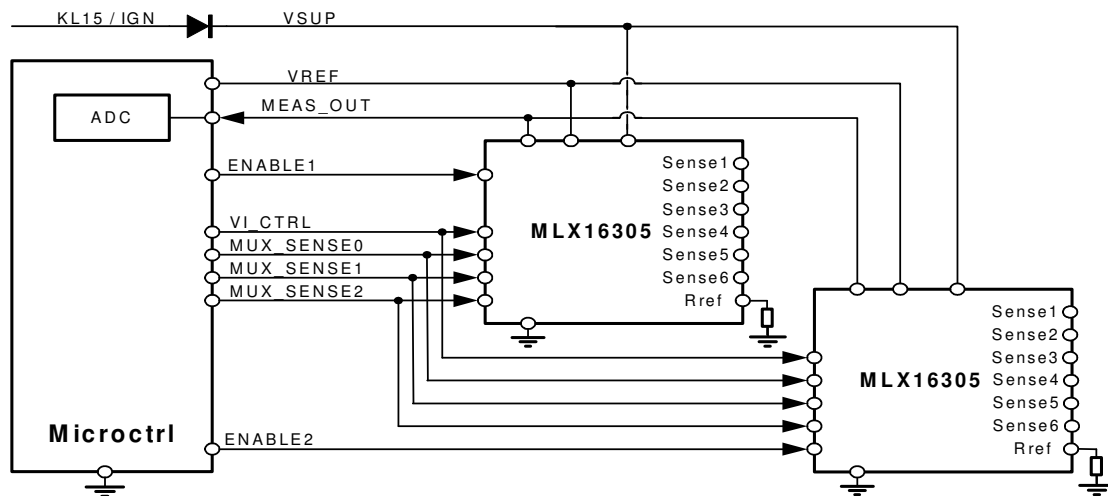 KL15 / IGN VSUP
VREF
MEAS_OUT
ADC
ENABLE1
VI_CTRL
MUX_SENSE0
MUX_SENSE1
MUX_SENSE2
Sense1
Sense2
Sense3
MLX16305 Sense4
Sense5
Sense6
Rref
Sense1
Sense2
Sense3
MLX16305 Sense4
Sense5
Sense6
Rref
Microctrl
ENABLE2